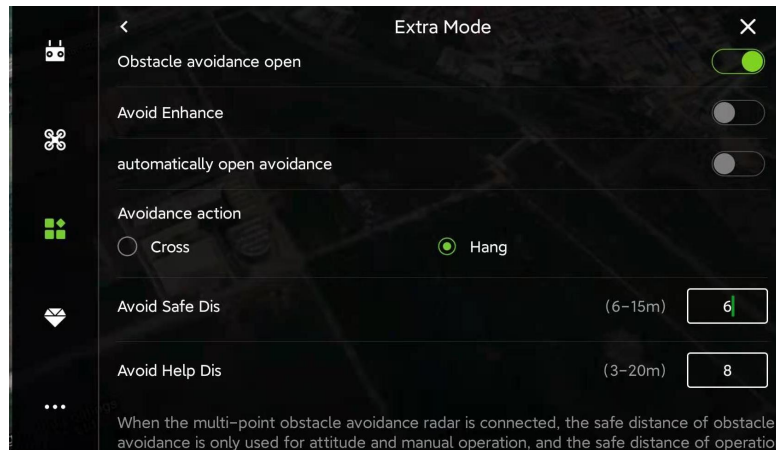 Extra Mode
Obstacle avoidance open
Avoid Enhance
automatically open avoidance
Avoidance action
Cross Hang
Avoid Safe Dis (6-15m) 6
Avoid Help Dis (3-20m) 8
When the multi-point obstacle avoidance radar is connected, the safe distance of obstacle
avoidance is only used for attitude and manual operation, and the safe distance of operatio